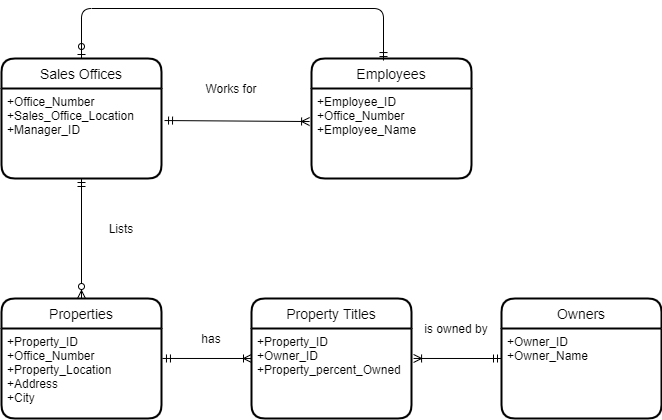 Sales Offices
+Office_Number
+Sales_Office_Location
+Manager_ID
Works for
Employees
+Employee_ID
+Office_Number
+Employee_Name
Lists
Properties
+Property_ID
+Office_Number
+Property_Location
+Address
+City
has
Property Titles
+Property_ID
+Owner_ID
+Property_percent_Owned
is owned by
Owners
+Owner_ID
+Owner_Name